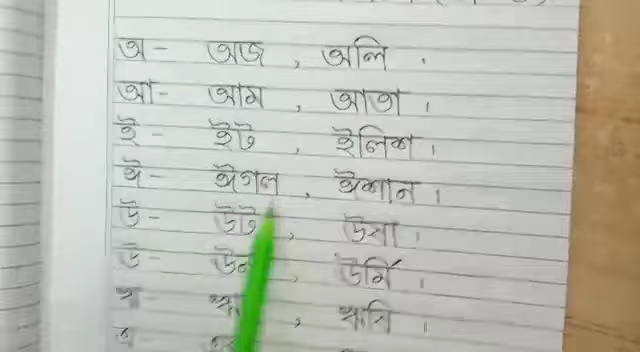 অ - অজ , অলি .
আ - আম , আতা ।
ই - ইট , ইলিশ ।
ঈ - ঈগল , ঈশান ।
উ - উট , উষা ।
ঊ - , ঊর্মি ।
ঋ - , ঋষি ।